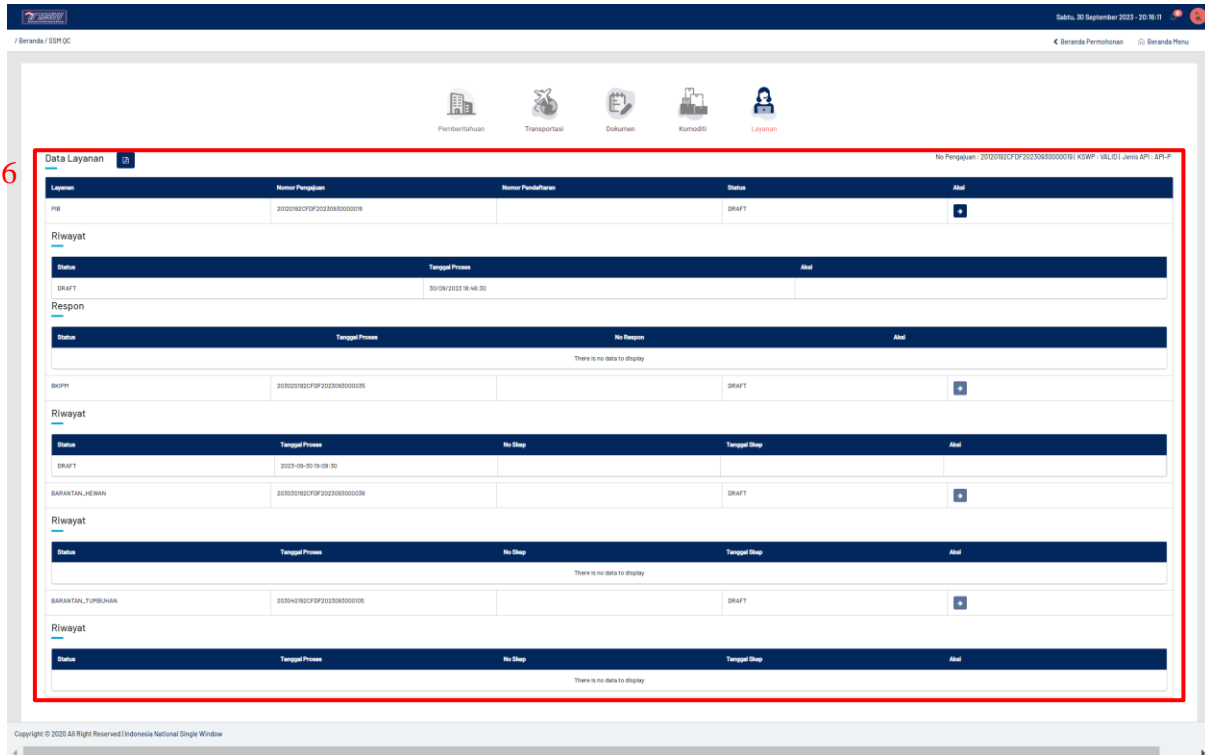 Sabtu, 30 September 2023 - 20:16:11
/ Beranda / SSM QC
Beranda Permohonan
Beranda Menu
Pemberitahuan
Transportasi
Dokumen
Komoditi
Layanan
6
Data Layanan
No Pengajuan : 20120192CFDF20230930000019 | KSWP : VALID | Jenis API : API-P
Layanan Nomor Pengajuan Nomor Pendaftaran Status Aksi
PIB 20120192CFDF20230930000019 DRAFT
Riwayat
Status Tanggal Proses Aksi
DRAFT 30/09/2023 18:46:30
Respon
Status Tanggal Proses No Respon Aksi
There is no data to display
BKIPM DRAFT
Riwayat
Status Tanggal Proses No Skep Tanggal Skep Aksi
DRAFT 2023-09-30 19:09:30
BARANTAN_HEWAN DRAFT
Riwayat
Status Tanggal Proses No Skep Tanggal Skep Aksi
There is no data to display
BARANTAN_TUMBUHAN DRAFT
Riwayat
Status Tanggal Proses No Skep Tanggal Skep Aksi
There is no data to display
Copyright © 2020 All Right Reserved | Indonesia National Single Window